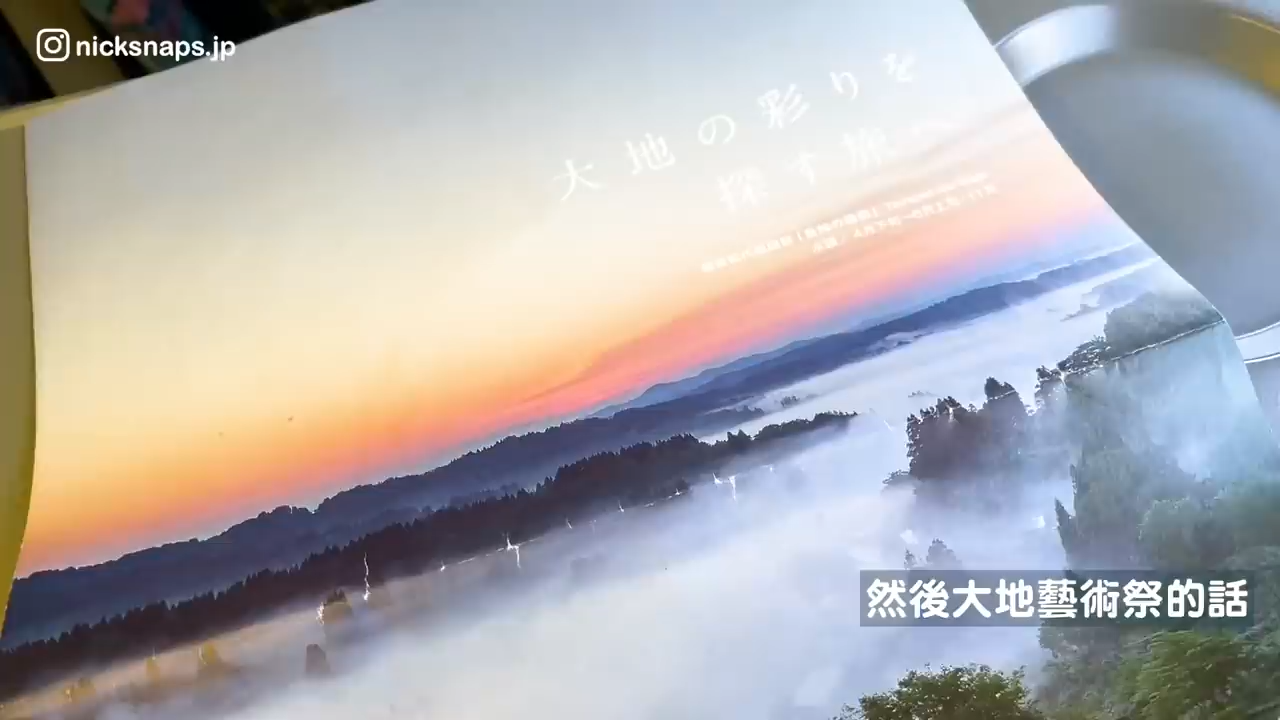 nicksnaps.jp
大地の彩りを
探す旅へ
然後大地藝術祭的話